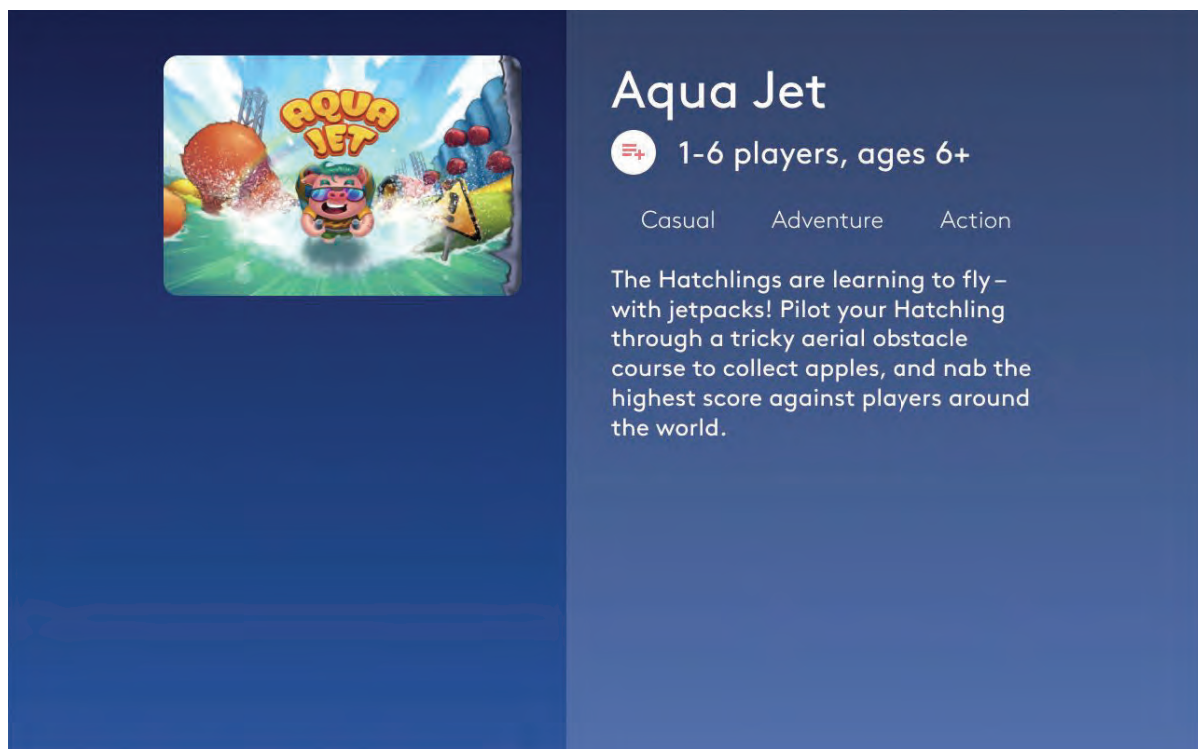 AQUA
JET
Aqua Jet
1-6 players, ages 6+
Casual Adventure Action
The Hatchlings are learning to fly –
with jetpacks! Pilot your Hatchling
through a tricky aerial obstacle
course to collect apples, and nab the
highest score against players around
the world.